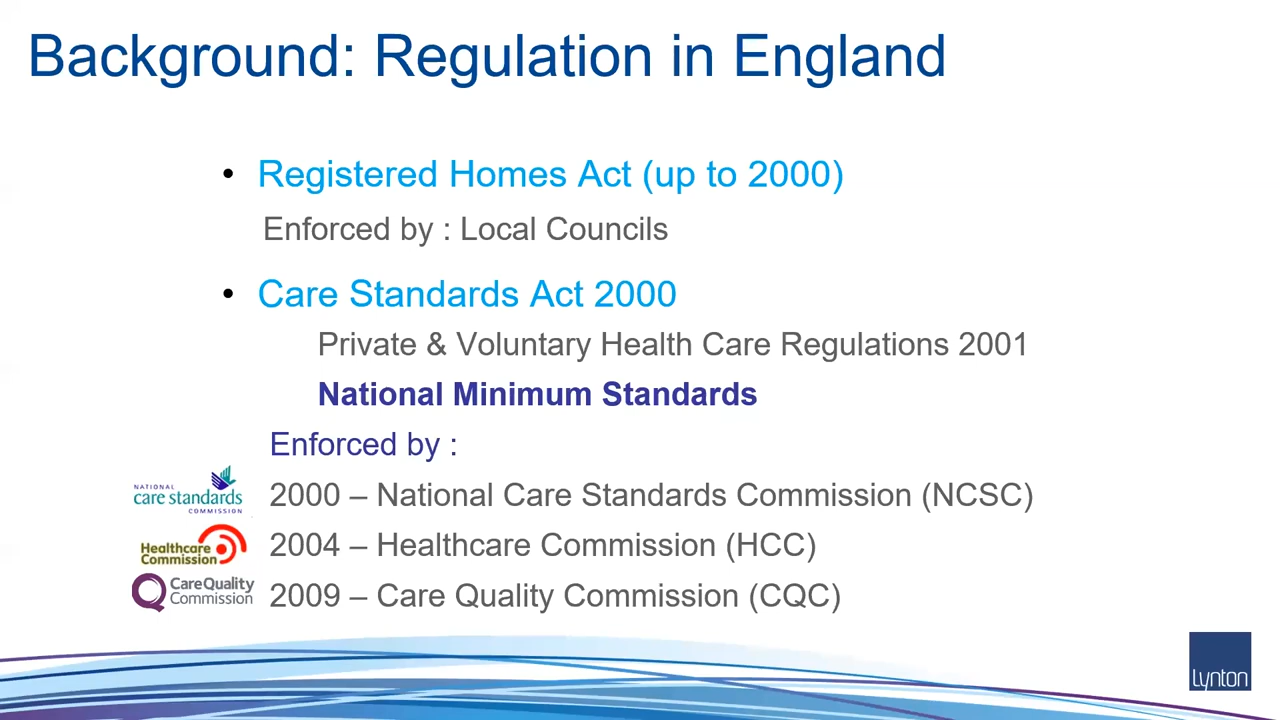 Background: Regulation in England
• Registered Homes Act (up to 2000)
Enforced by : Local Councils
• Care Standards Act 2000
Private & Voluntary Health Care Regulations 2001
National Minimum Standards
Enforced by :
NATIONAL
care standards
COMMISSION
2000 – National Care Standards Commission (NCSC)
Healthcare
Commission
2004 – Healthcare Commission (HCC)
CareQuality
Commission
2009 – Care Quality Commission (CQC)
Lynton